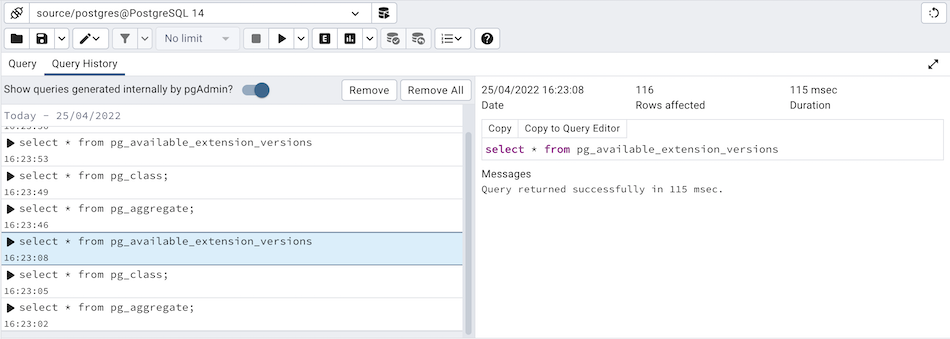 source/postgres@PostgreSQL 14
No limit
Query Query History
Show queries generated internally by pgAdmin? Remove Remove All
Today - 25/04/2022
select * from pg_available_extension_versions
16:23:53
select * from pg_class;
16:23:49
select * from pg_aggregate;
16:23:46
select * from pg_available_extension_versions
16:23:08
select * from pg_class;
16:23:05
select * from pg_aggregate;
16:23:02
25/04/2022 16:23:08 116 115 msec
Date Rows affected Duration
Copy Copy to Query Editor
select * from pg_available_extension_versions
Messages
Query returned successfully in 115 msec.